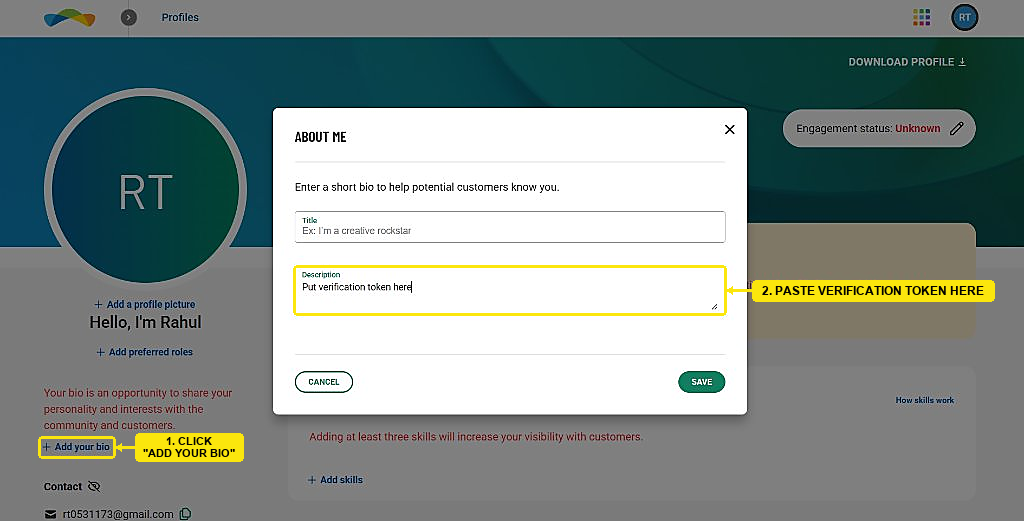 Profiles
RT
DOWNLOAD PROFILE
Engagement status: Unknown
RT
ABOUT ME
Enter a short bio to help potential customers know you.
Title
Ex: I'm a creative rockstar
Description
Put verification token here
2. PASTE VERIFICATION TOKEN HERE
CANCEL
SAVE
+ Add a profile picture
Hello, I'm Rahul
+ Add preferred roles
Your bio is an opportunity to share your
personality and interests with the
community and customers.
+ Add your bio
1. CLICK
"ADD YOUR BIO"
Contact
rt0531173@gmail.com
How skills work
Adding at least three skills will increase your visibility with customers.
+ Add skills